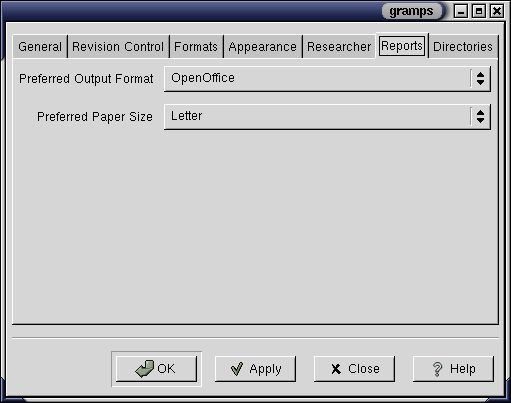 gramps
General Revision Control Formats Appearance Researcher Reports Directories
Preferred Output Format OpenOffice
Preferred Paper Size Letter
OK Apply Close Help